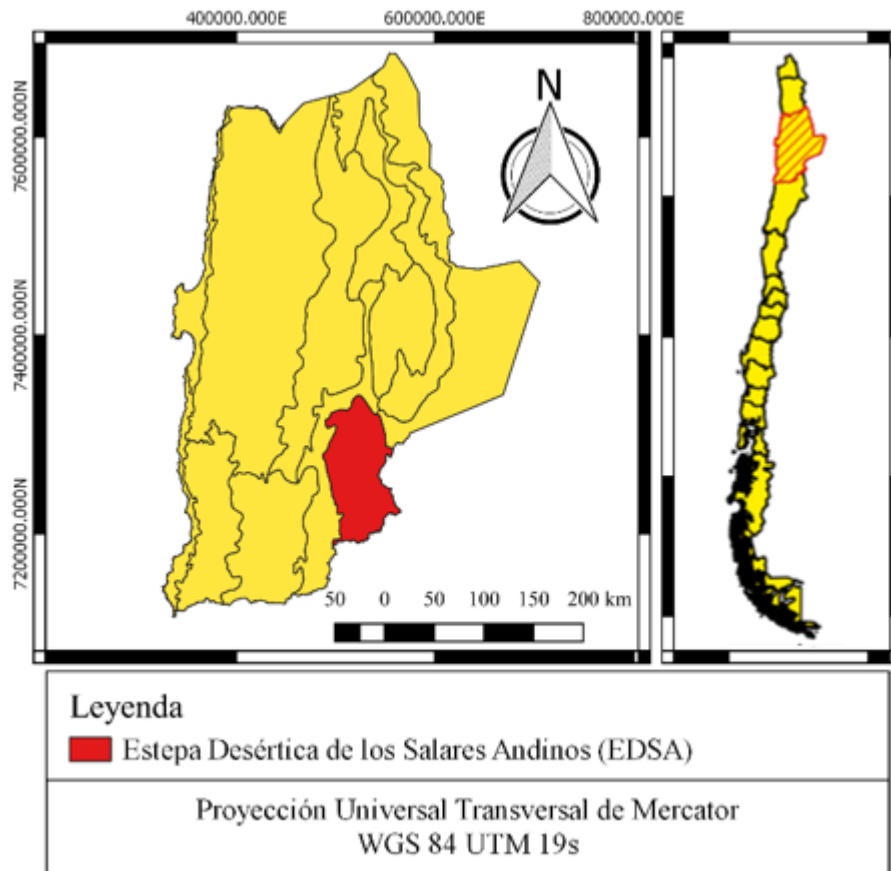 400000.000E 600000.000E 800000.000E
7600000.000N
7400000.000N
7200000.000N
N
50 0 50 100 150 200 km
Leyenda
Estepa Desértica de los Salares Andinos (EDSA)
Proyección Universal Transversal de Mercator
WGS 84 UTM 19s